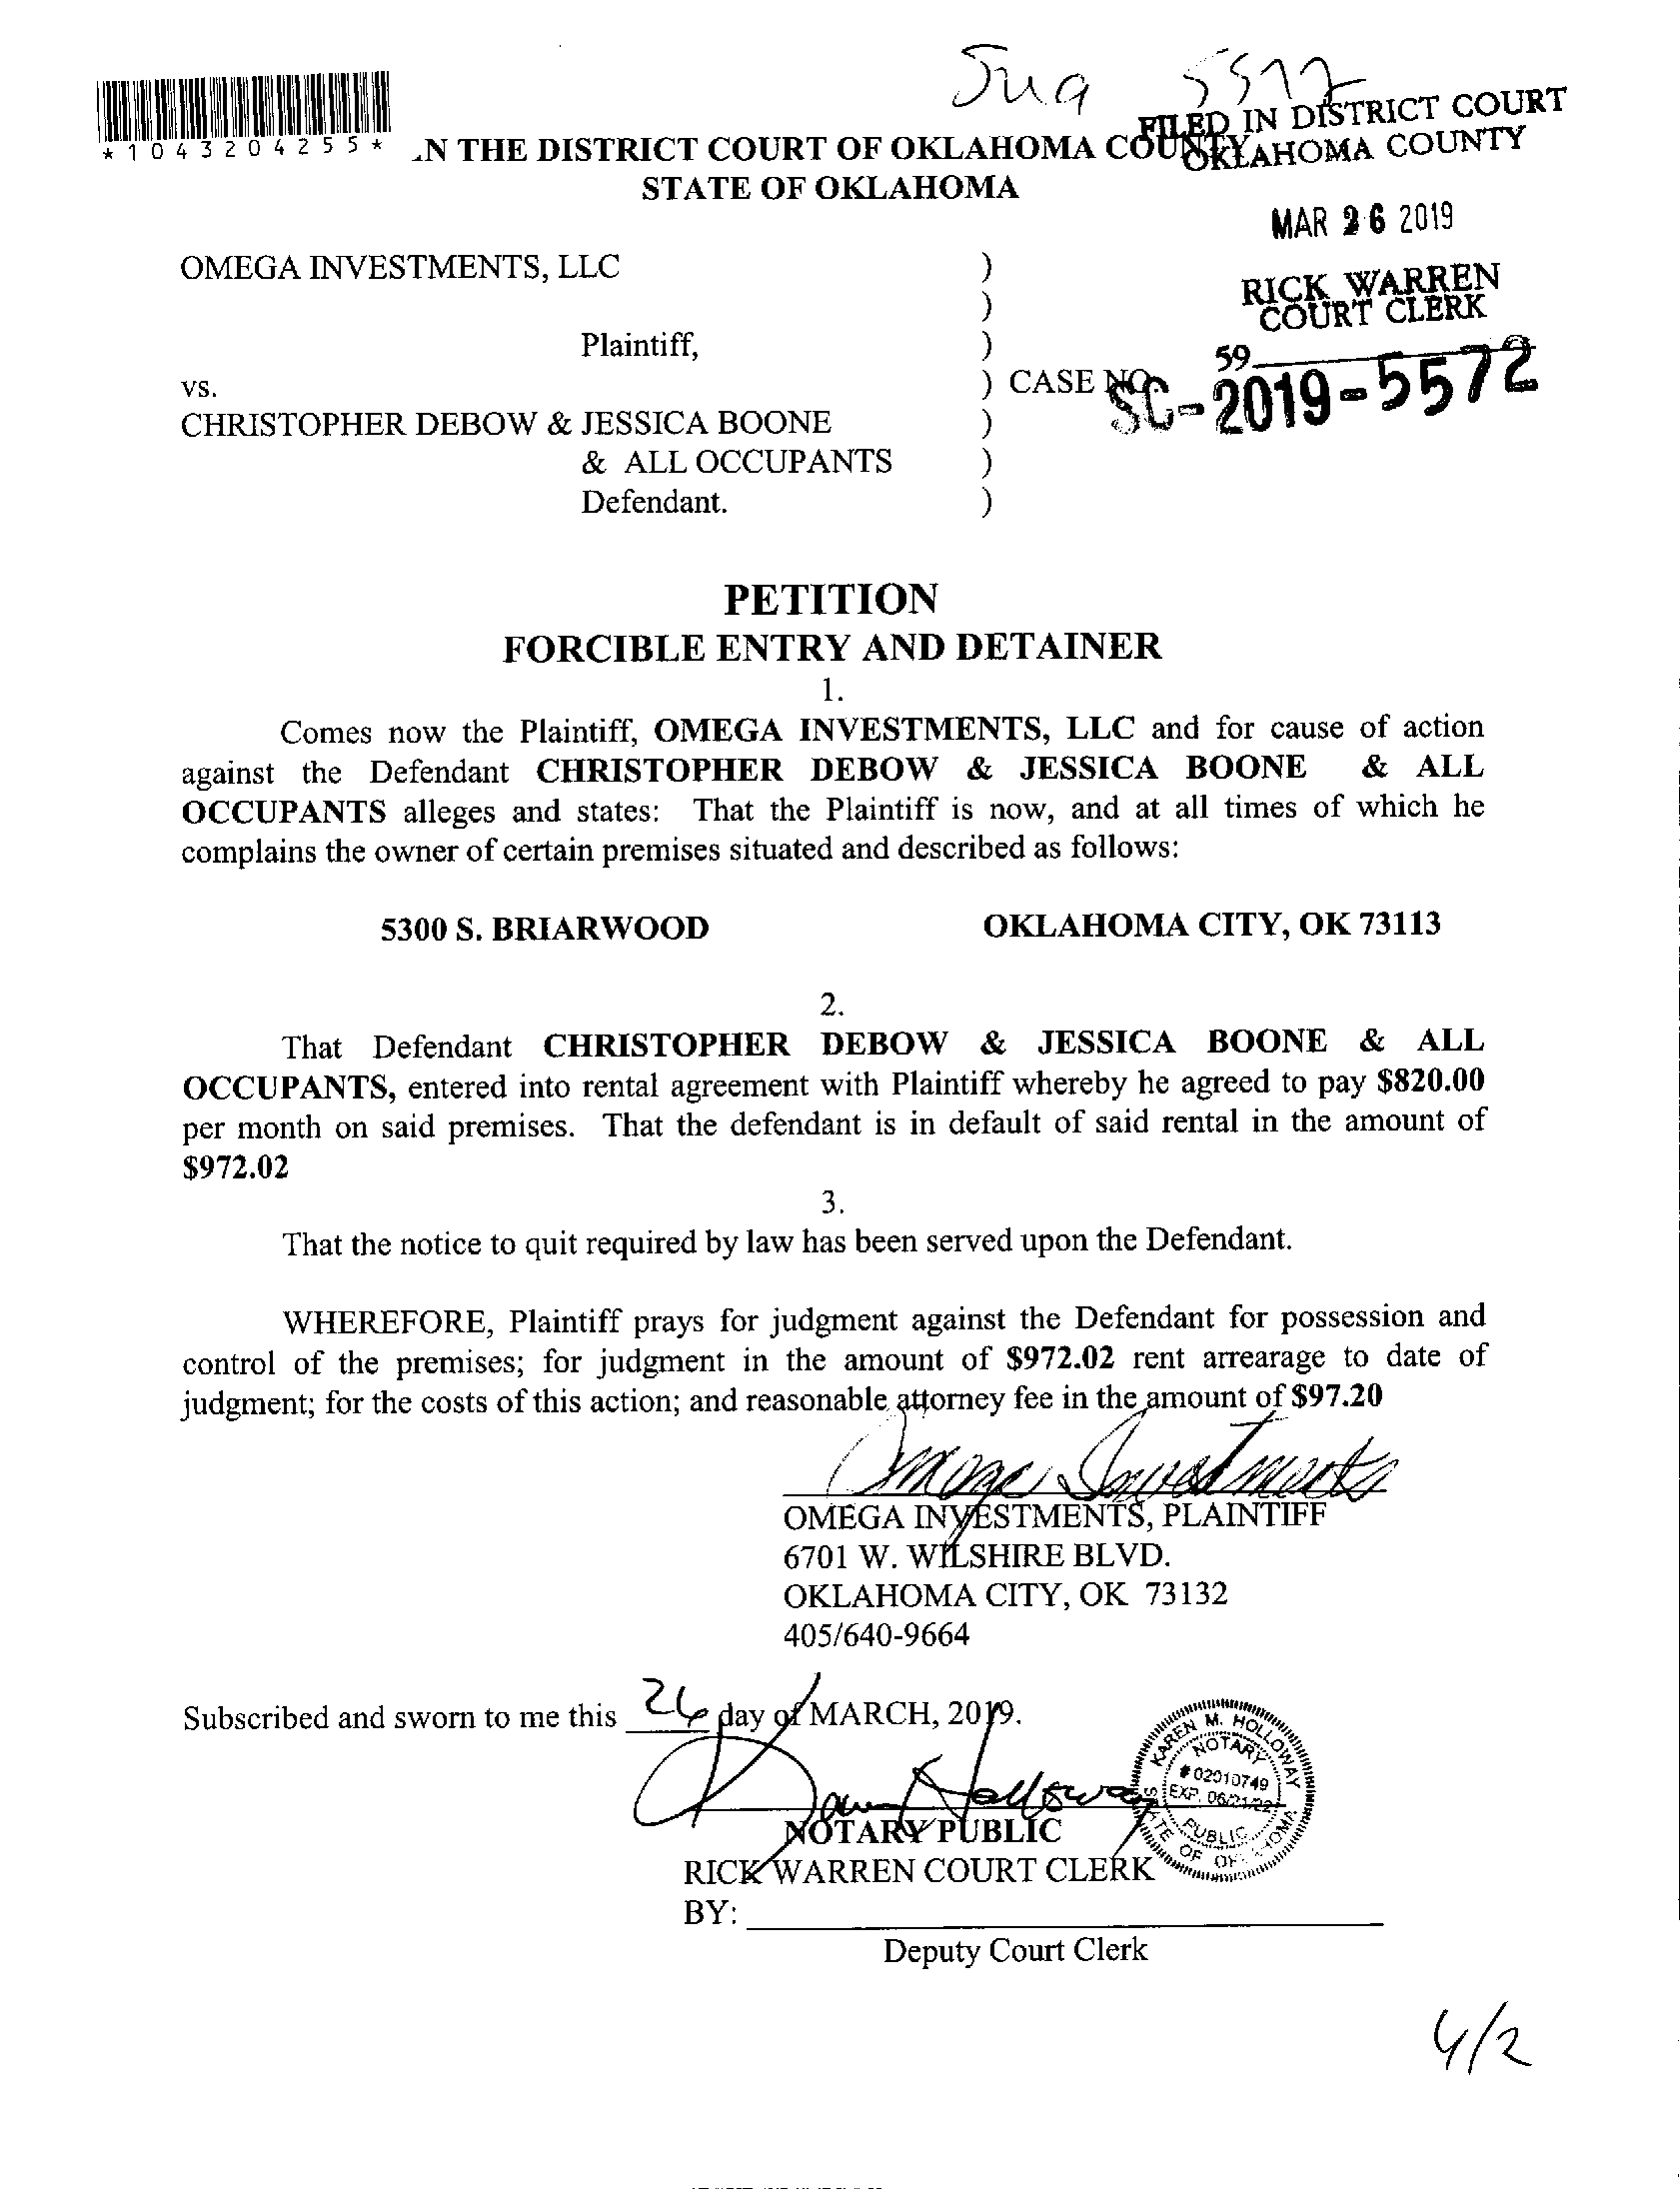 5572
FILED IN DISTRICT COURT
OKLAHOMA COUNTY
*1043204255*
.N THE DISTRICT COURT OF OKLAHOMA COUNTY
STATE OF OKLAHOMA
MAR 26 2019
OMEGA INVESTMENTS, LLC )
)
RICK WARREN
COURT CLERK
Plaintiff, )
59
vs. ) CASE NO.
SC-2019-5572
CHRISTOPHER DEBOW & JESSICA BOONE )
& ALL OCCUPANTS )
Defendant. )
PETITION
FORCIBLE ENTRY AND DETAINER
1.
Comes now the Plaintiff, OMEGA INVESTMENTS, LLC and for cause of action
against the Defendant CHRISTOPHER DEBOW & JESSICA BOONE & ALL
OCCUPANTS alleges and states: That the Plaintiff is now, and at all times of which he
complains the owner of certain premises situated and described as follows:
5300 S. BRIARWOOD OKLAHOMA CITY, OK 73113
2.
That Defendant CHRISTOPHER DEBOW & JESSICA BOONE & ALL
OCCUPANTS, entered into rental agreement with Plaintiff whereby he agreed to pay $820.00
per month on said premises. That the defendant is in default of said rental in the amount of
$972.02
3.
That the notice to quit required by law has been served upon the Defendant.
WHEREFORE, Plaintiff prays for judgment against the Defendant for possession and
control of the premises; for judgment in the amount of $972.02 rent arrearage to date of
judgment; for the costs of this action; and reasonable attorney fee in the amount of $97.20
Omega Investments
OMEGA INVESTMENTS, PLAINTIFF
6701 W. WILSHIRE BLVD.
OKLAHOMA CITY, OK 73132
405/640-9664
Subscribed and sworn to me this 26 day of MARCH, 2019.
Karen Holloway
KAREN M. HOLLOWAY
NOTARY
# 02010749
EXP. 06/21/22
PUBLIC
STATE OF OKLAHOMA
NOTARY PUBLIC
RICK WARREN COURT CLERK
BY:
Deputy Court Clerk
4/2